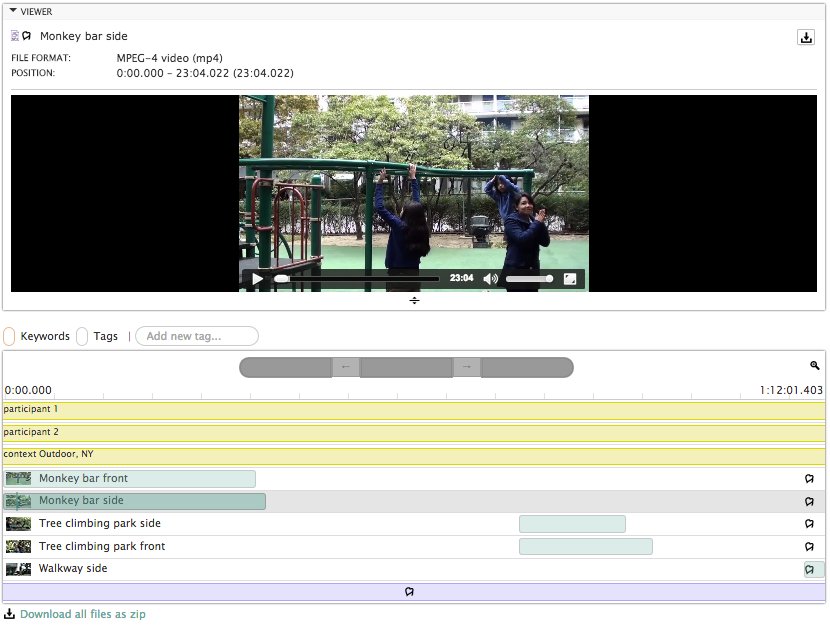 VIEWER
Monkey bar side
FILE FORMAT: MPEG-4 video (mp4)
POSITION: 0:00.000 – 23:04.022 (23:04.022)
23:04
Keywords Tags | Add new tag...
← →
0:00.000 1:12:01.403
participant 1
participant 2
context Outdoor, NY
Monkey bar front
Monkey bar side
Tree climbing park side
Tree climbing park front
Walkway side
Download all files as zip